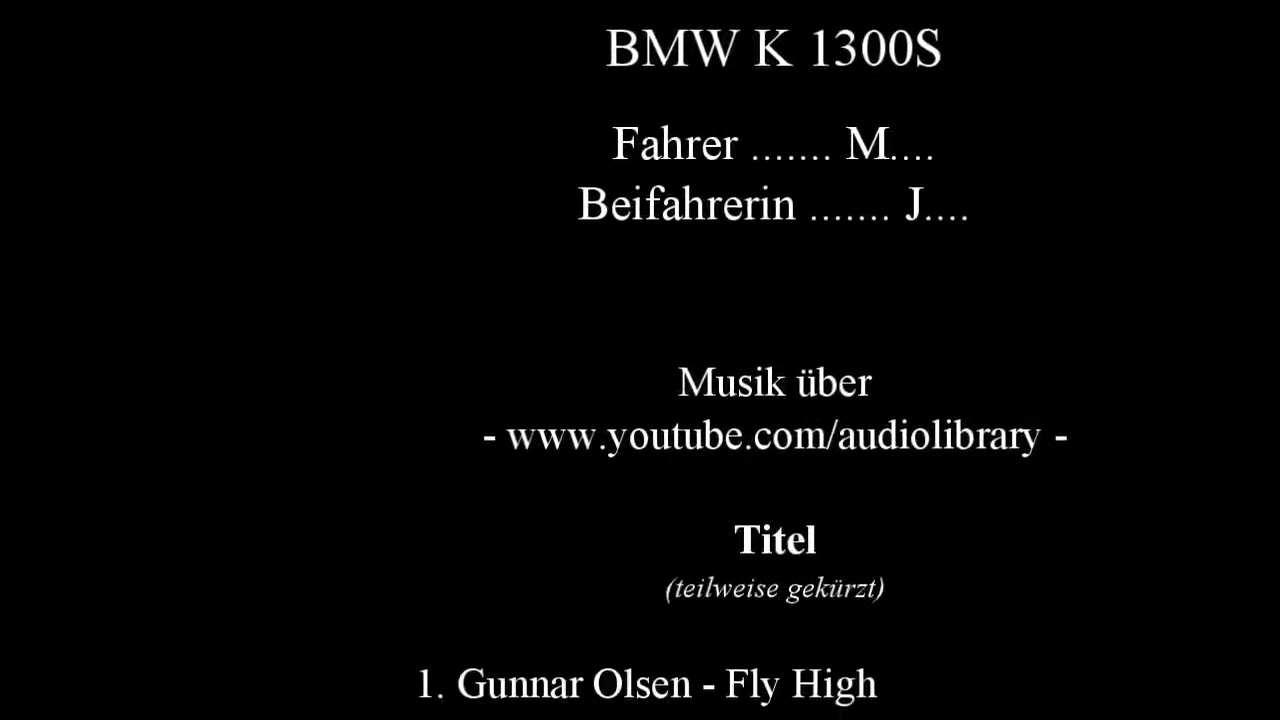 BMW K 1300S
Fahrer ....... M....
Beifahrerin ....... J....
Musik über
- www.youtube.com/audiolibrary -
Titel
(teilweise gekürzt)
1. Gunnar Olsen - Fly High